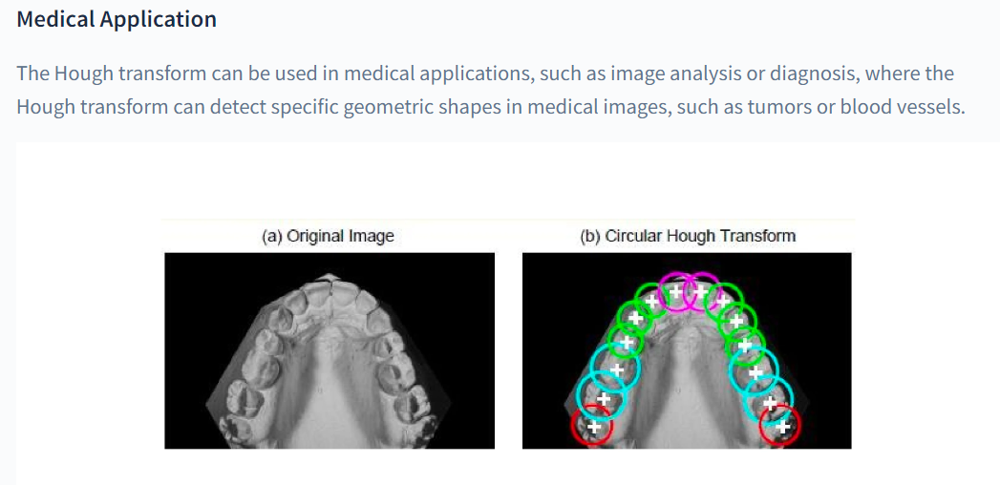 Medical Application
The Hough transform can be used in medical applications, such as image analysis or diagnosis, where the
Hough transform can detect specific geometric shapes in medical images, such as tumors or blood vessels.
(a) Original Image
(b) Circular Hough Transform